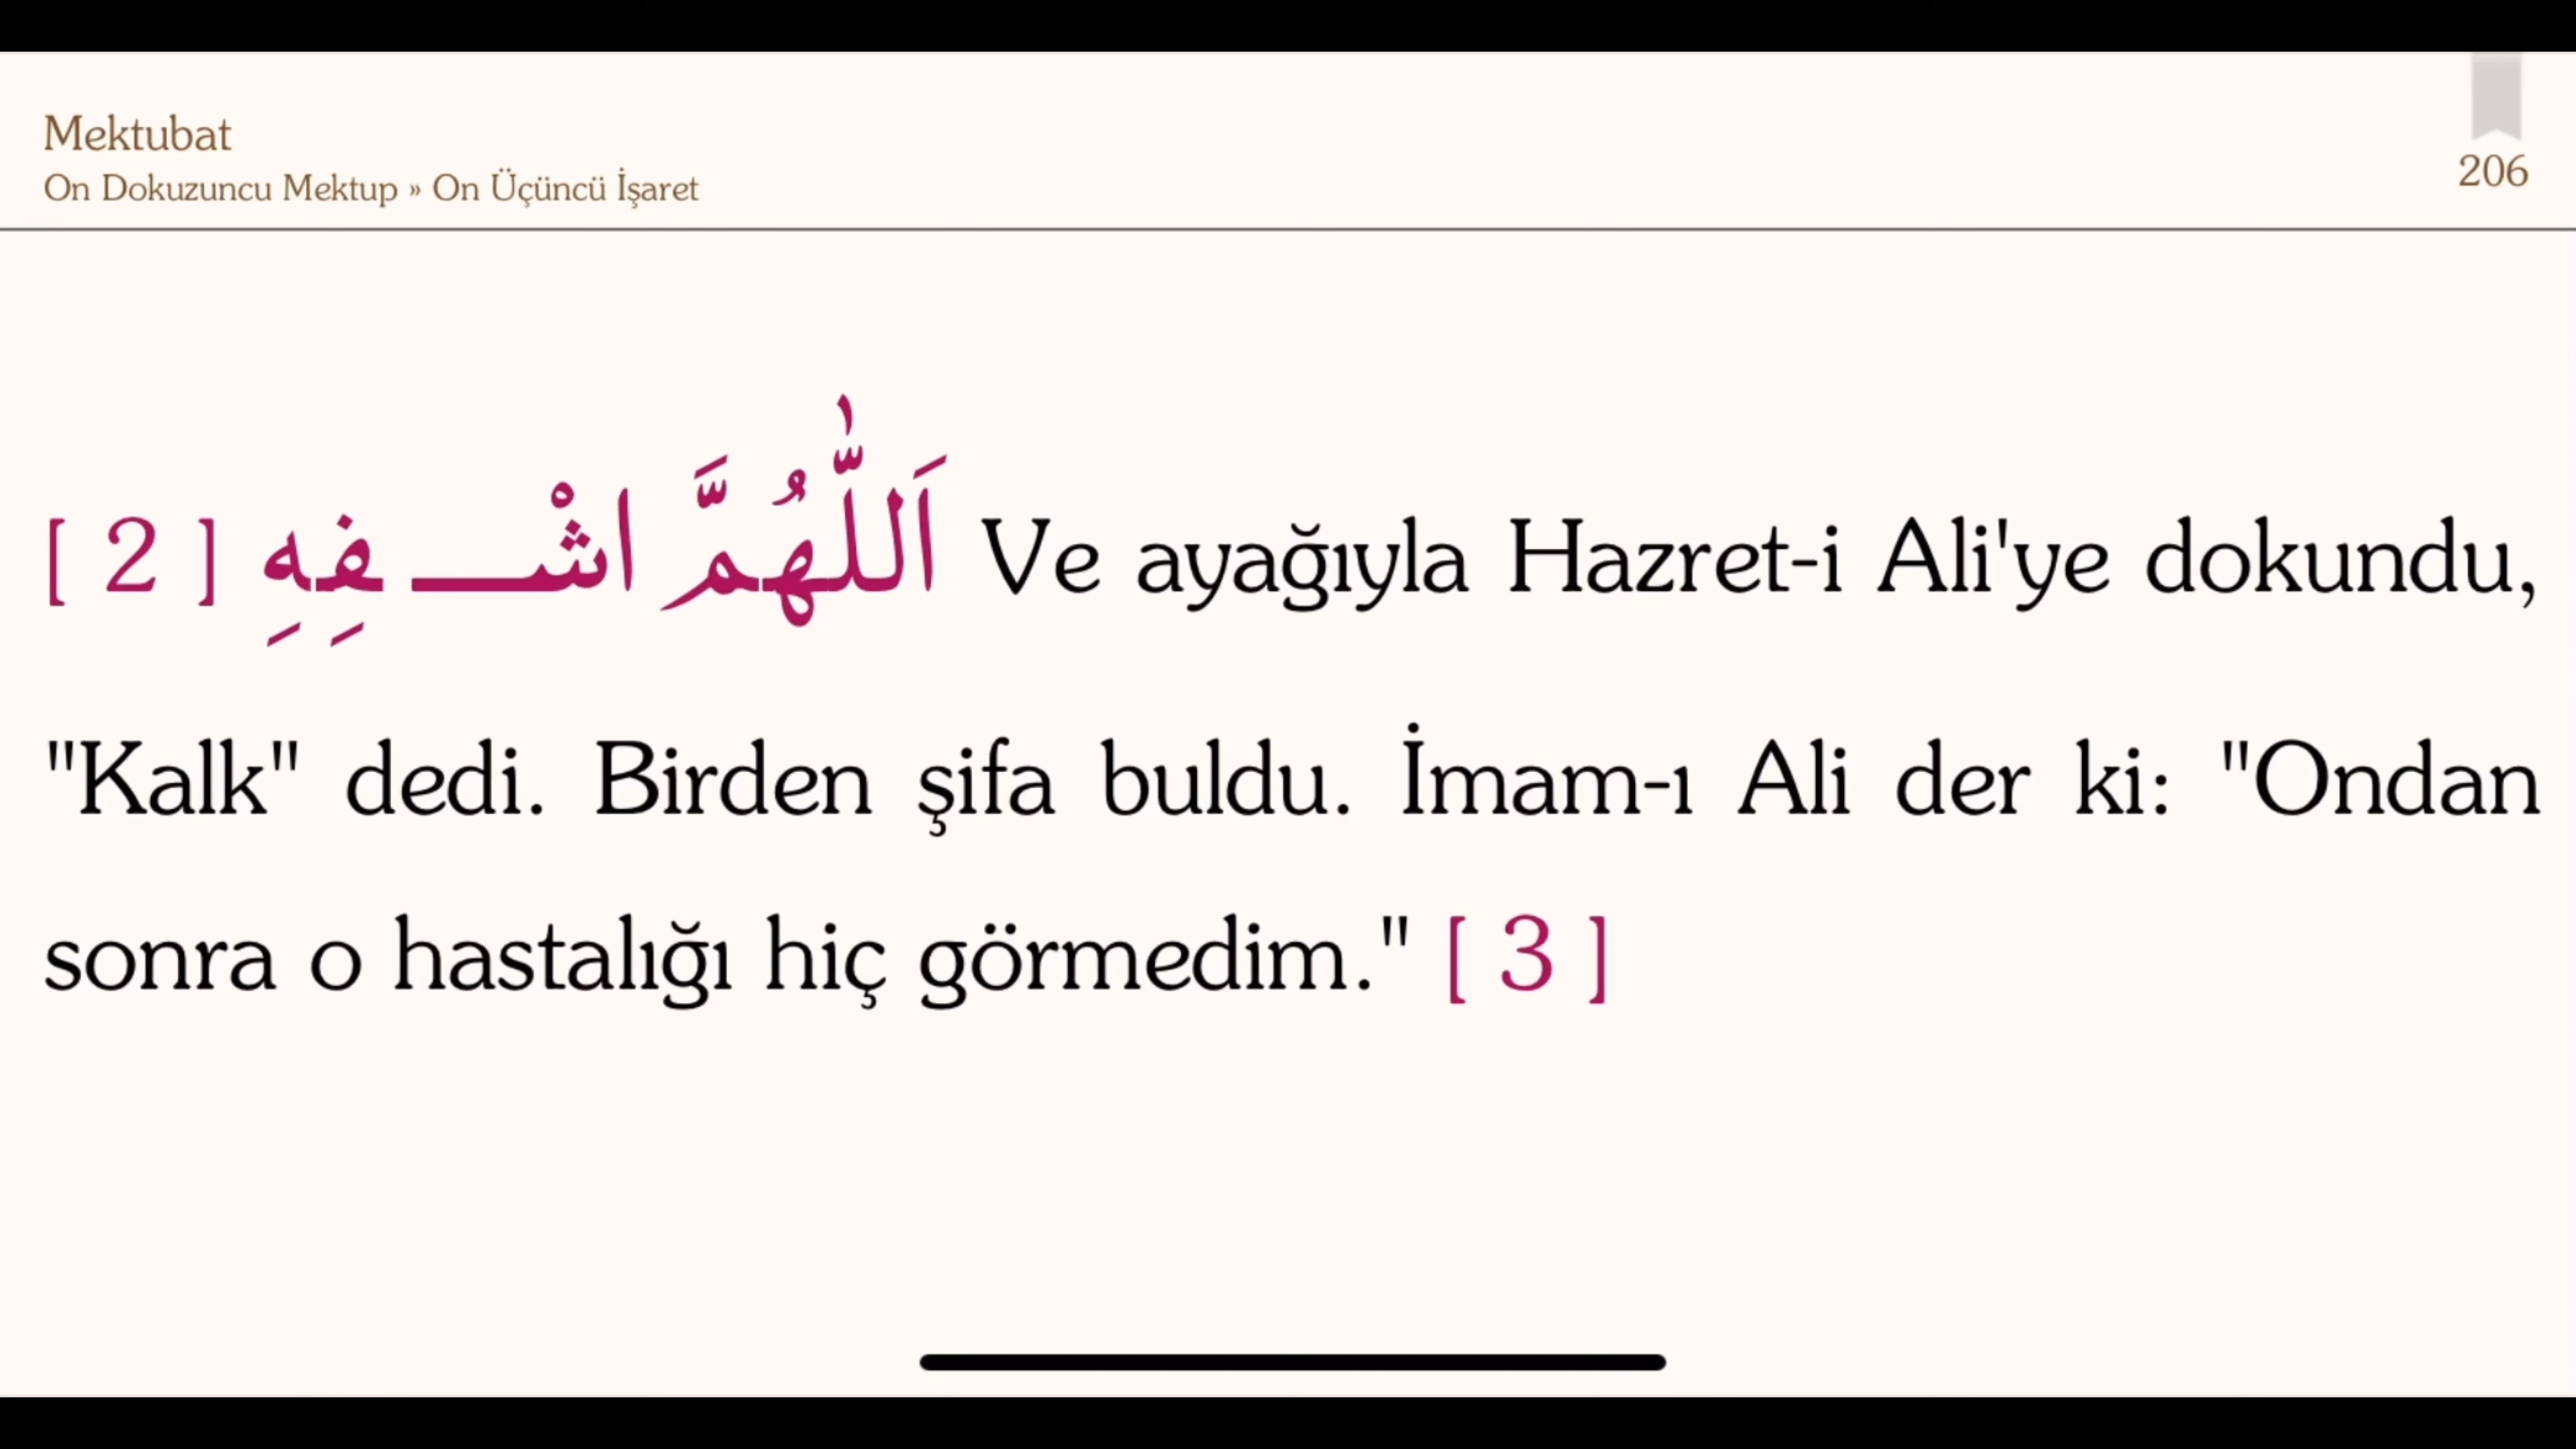 Mektubat
On Dokuzuncu Mektup » On Üçüncü İşaret
206
[ 2 ] اَللّٰهُمَّ اشْـــفِهِ Ve ayağıyla Hazret-i Ali'ye dokundu,
"Kalk" dedi. Birden şifa buldu. İmam-ı Ali der ki: "Ondan
sonra o hastalığı hiç görmedim." [ 3 ]